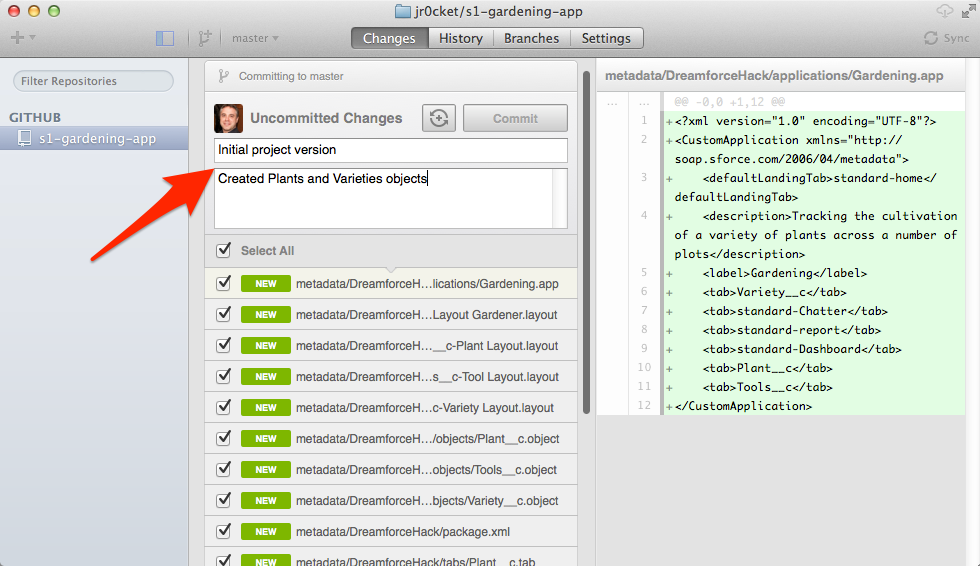 jr0cket/s1-gardening-app
master
Changes
History
Branches
Settings
Sync
Filter Repositories
GITHUB
s1-gardening-app
Committing to master
Uncommitted Changes
Commit
Initial project version
Created Plants and Varieties objects
Select All
NEW metadata/DreamforceH...lications/Gardening.app
NEW metadata/DreamforceH...Layout Gardener.layout
NEW metadata/DreamforceH...__c-Plant Layout.layout
NEW metadata/DreamforceH...s__c-Tool Layout.layout
NEW metadata/DreamforceH...c-Variety Layout.layout
NEW metadata/DreamforceH.../objects/Plant__c.object
NEW metadata/DreamforceH...objects/Tools__c.object
NEW metadata/DreamforceH...bjects/Variety__c.object
NEW metadata/DreamforceHack/package.xml
NEW metadata/DreamforceHack/tabs/Plant__c.tab
metadata/DreamforceHack/applications/Gardening.app
... ... @@ -0,0 +1,12 @@
1 +<?xml version="1.0" encoding="UTF-8"?>
2 +<CustomApplication xmlns="http://
soap.sforce.com/2006/04/metadata">
3 + <defaultLandingTab>standard-home</
defaultLandingTab>
4 + <description>Tracking the cultivation
of a variety of plants across a number of
plots</description>
5 + <label>Gardening</label>
6 + <tab>Variety__c</tab>
7 + <tab>standard-Chatter</tab>
8 + <tab>standard-report</tab>
9 + <tab>standard-Dashboard</tab>
10 + <tab>Plant__c</tab>
11 + <tab>Tools__c</tab>
12 +</CustomApplication>